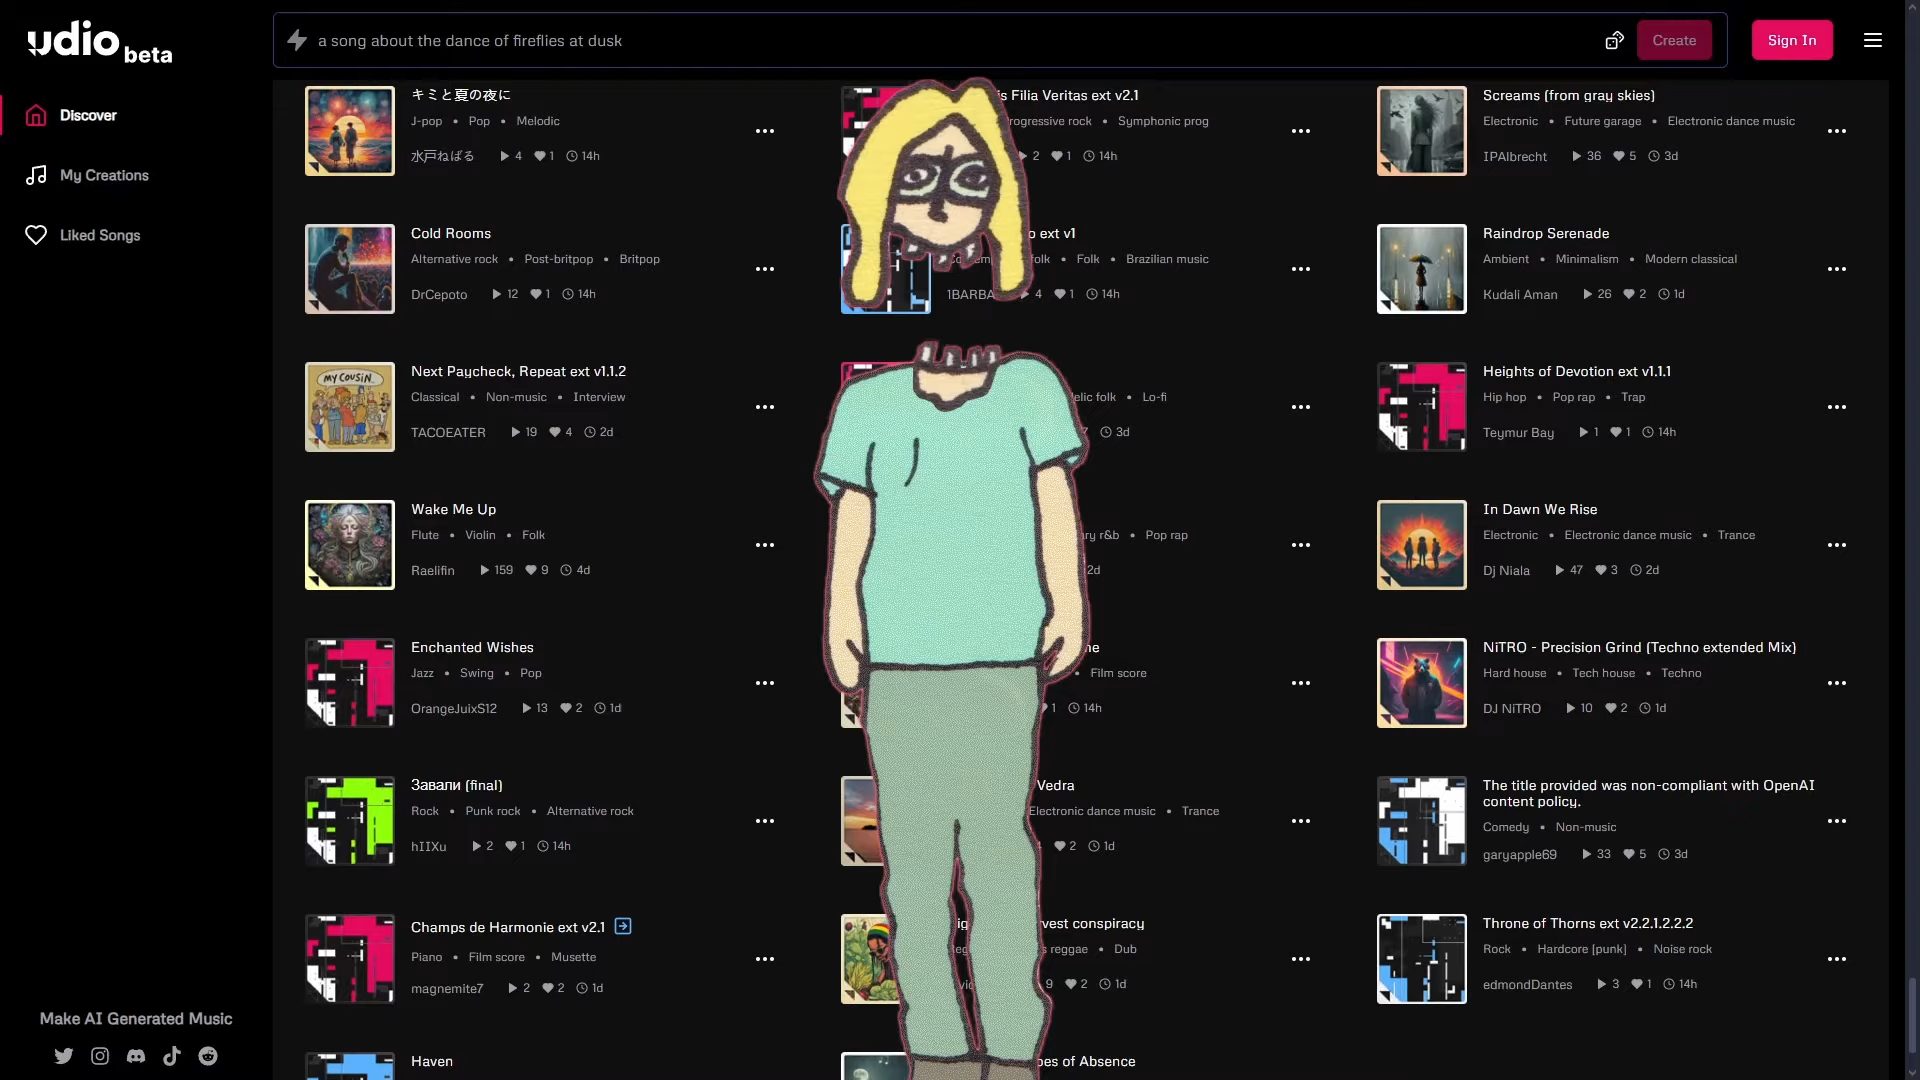 udio beta
a song about the dance of fireflies at dusk
Create
Sign In
Discover
My Creations
Liked Songs
キミと夏の夜に
J-pop • Pop • Melodic
水戸ねばる 4 1 14h
Filia Veritas ext v2.1
Symphonic prog
2 1 14h
Screams (from gray skies)
Electronic • Future garage • Electronic dance music
IPAlbrecht 36 5 3d
Cold Rooms
Alternative rock • Post-britpop • Britpop
DrCepoto 12 1 14h
ext v1
folk • Folk • Brazilian music
4 1 14h
Raindrop Serenade
Ambient • Minimalism • Modern classical
Kudali Aman 26 2 1d
MY COUSIN
Next Paycheck, Repeat ext v1.1.2
Classical • Non-music • Interview
TACOEATER 19 4 2d
folk • Lo-fi
3d
Heights of Devotion ext v1.1.1
Hip hop • Pop rap • Trap
Teymur Bay 1 1 14h
Wake Me Up
Flute • Violin • Folk
Raelifin 159 9 4d
r&b • Pop rap
2d
In Dawn We Rise
Electronic • Electronic dance music • Trance
Dj Niala 47 3 2d
Enchanted Wishes
Jazz • Swing • Pop
OrangeJuixS12 13 2 1d
• Film score
1 14h
NiTRO - Precision Grind (Techno extended Mix)
Hard house • Tech house • Techno
DJ NiTRO 10 2 1d
Завали (final)
Rock • Punk rock • Alternative rock
hIIXu 2 1 14h
Vedra
Electronic dance music • Trance
2 1d
The title provided was non-compliant with OpenAI
content policy.
Comedy • Non-music
garyapple69 33 5 3d
Champs de Harmonie ext v2.1
Piano • Film score • Musette
magnemite7 2 2 1d
conspiracy
reggae • Dub
9 2 1d
Throne of Thorns ext v2.2.1.2.2.2
Rock • Hardcore [punk] • Noise rock
edmondDantes 3 1 14h
Make AI Generated Music
Haven
of Absence